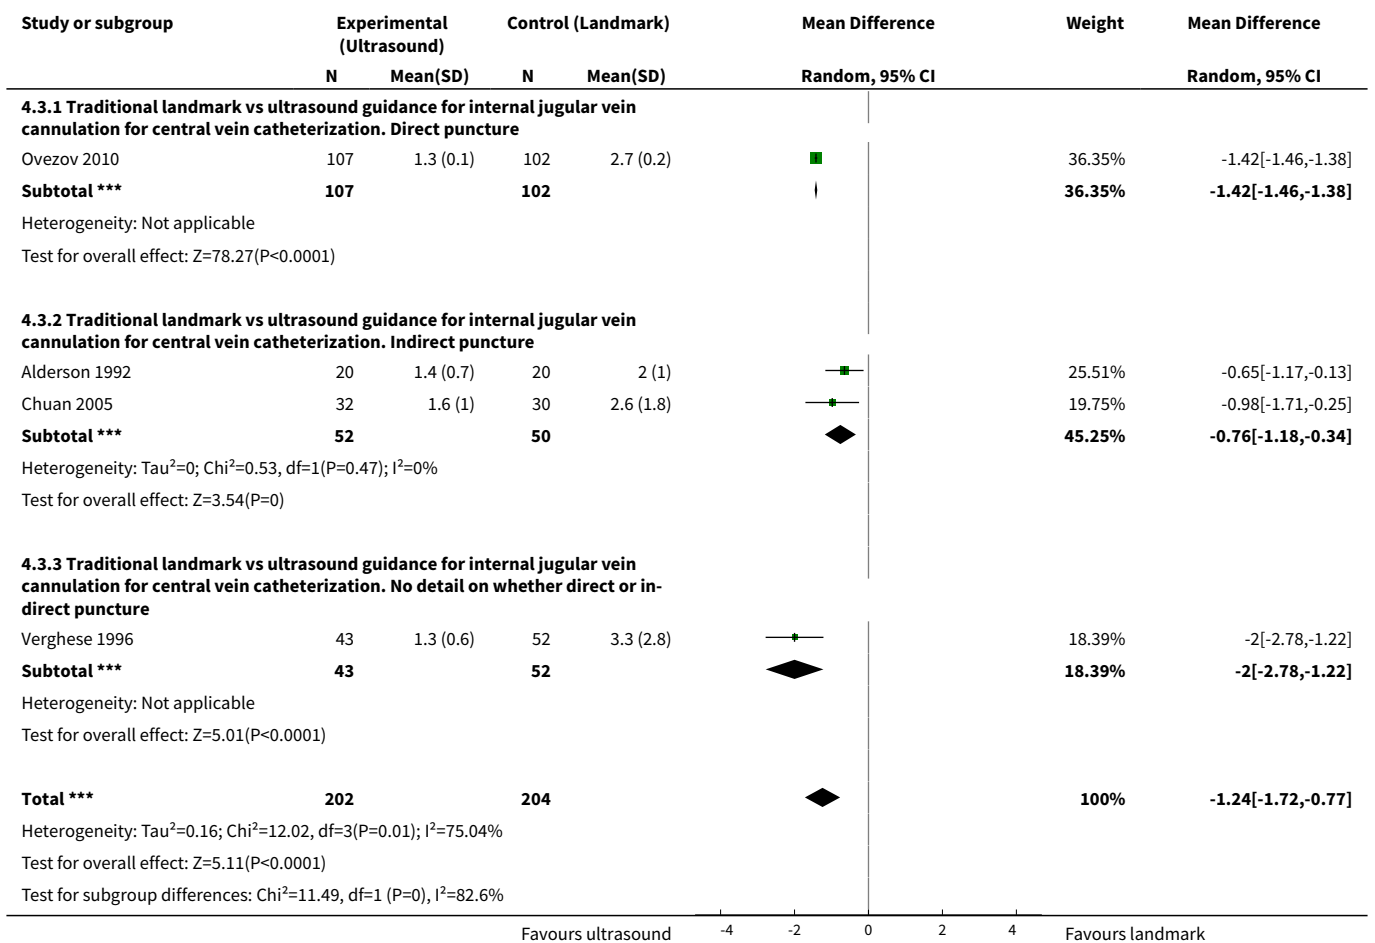 Study or subgroup Experimental (Ultrasound) Control (Landmark) Mean Difference Weight Mean Difference
N Mean(SD) N Mean(SD) Random, 95% CI Random, 95% CI
4.3.1 Traditional landmark vs ultrasound guidance for internal jugular vein
cannulation for central vein catheterization. Direct puncture
Ovezov 2010 107 1.3 (0.1) 102 2.7 (0.2) 36.35% -1.42[-1.46,-1.38]
Subtotal *** 107 102 36.35% -1.42[-1.46,-1.38]
Heterogeneity: Not applicable
Test for overall effect: Z=78.27(P<0.0001)
4.3.2 Traditional landmark vs ultrasound guidance for internal jugular vein
cannulation for central vein catheterization. Indirect puncture
Alderson 1992 20 1.4 (0.7) 20 2 (1) 25.51% -0.65[-1.17,-0.13]
Chuan 2005 32 1.6 (1) 30 2.6 (1.8) 19.75% -0.98[-1.71,-0.25]
Subtotal *** 52 50 45.25% -0.76[-1.18,-0.34]
Heterogeneity: Tau²=0; Chi²=0.53, df=1(P=0.47); I²=0%
Test for overall effect: Z=3.54(P=0)
4.3.3 Traditional landmark vs ultrasound guidance for internal jugular vein
cannulation for central vein catheterization. No detail on whether direct or in-
direct puncture
Verghese 1996 43 1.3 (0.6) 52 3.3 (2.8) 18.39% -2[-2.78,-1.22]
Subtotal *** 43 52 18.39% -2[-2.78,-1.22]
Heterogeneity: Not applicable
Test for overall effect: Z=5.01(P<0.0001)
Total *** 202 204 100% -1.24[-1.72,-0.77]
Heterogeneity: Tau²=0.16; Chi²=12.02, df=3(P=0.01); I²=75.04%
Test for overall effect: Z=5.11(P<0.0001)
Test for subgroup differences: Chi²=11.49, df=1 (P=0), I²=82.6%
Favours ultrasound -4 -2 0 2 4 Favours landmark